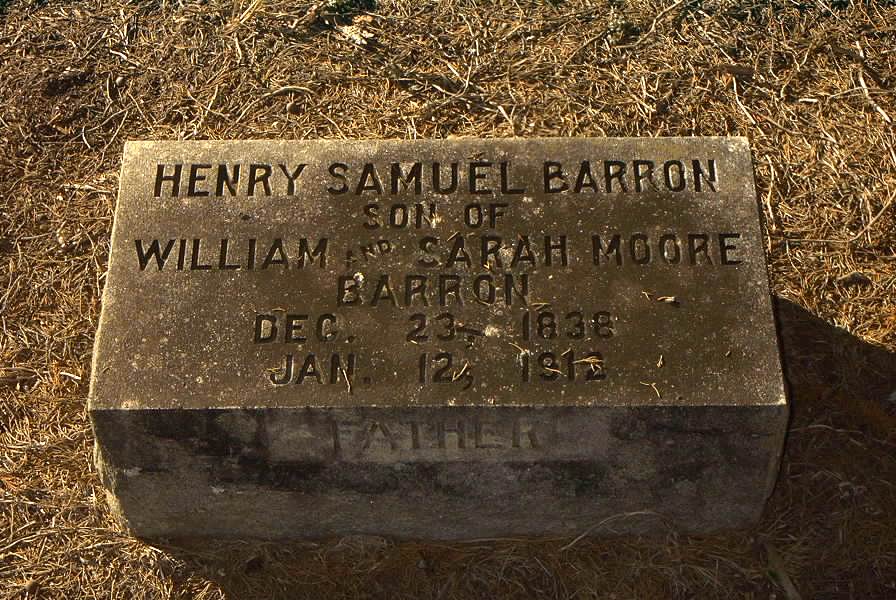 HENRY SAMUEL BARRON
SON OF
WILLIAM AND SARAH MOORE
BARRON
DEC. 23, 1838
JAN. 12, 1912
FATHER